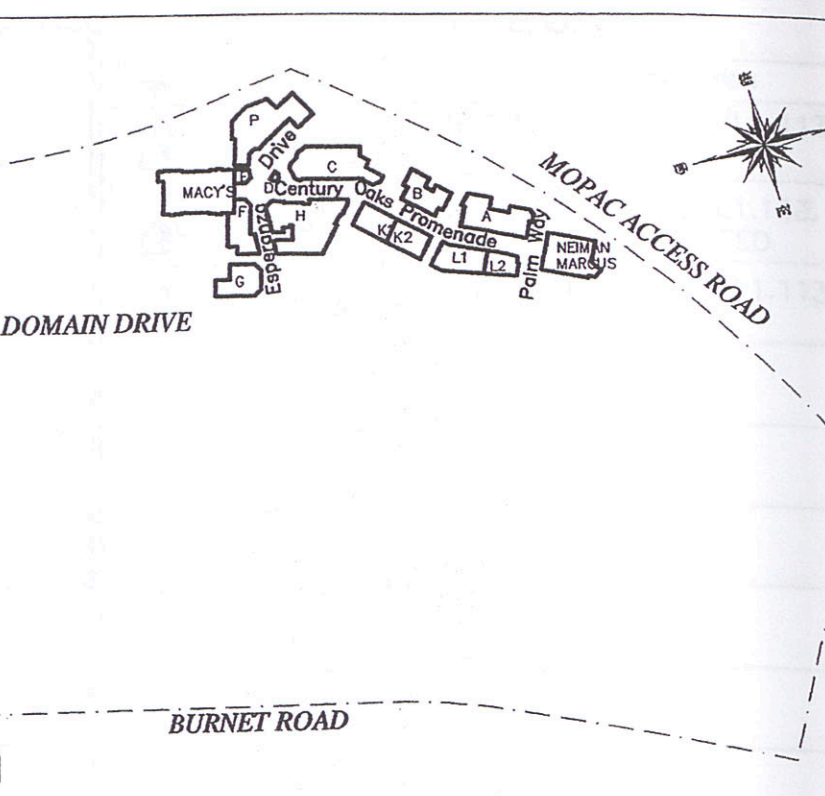 P
Drive
C
MACY'S
D
Century Oaks Promenade
B
A
F
H
K2
L1
L2
Palm Way
NEIMAN
MARCUS
Esperanza
G
MOPAC ACCESS ROAD
DOMAIN DRIVE
BURNET ROAD